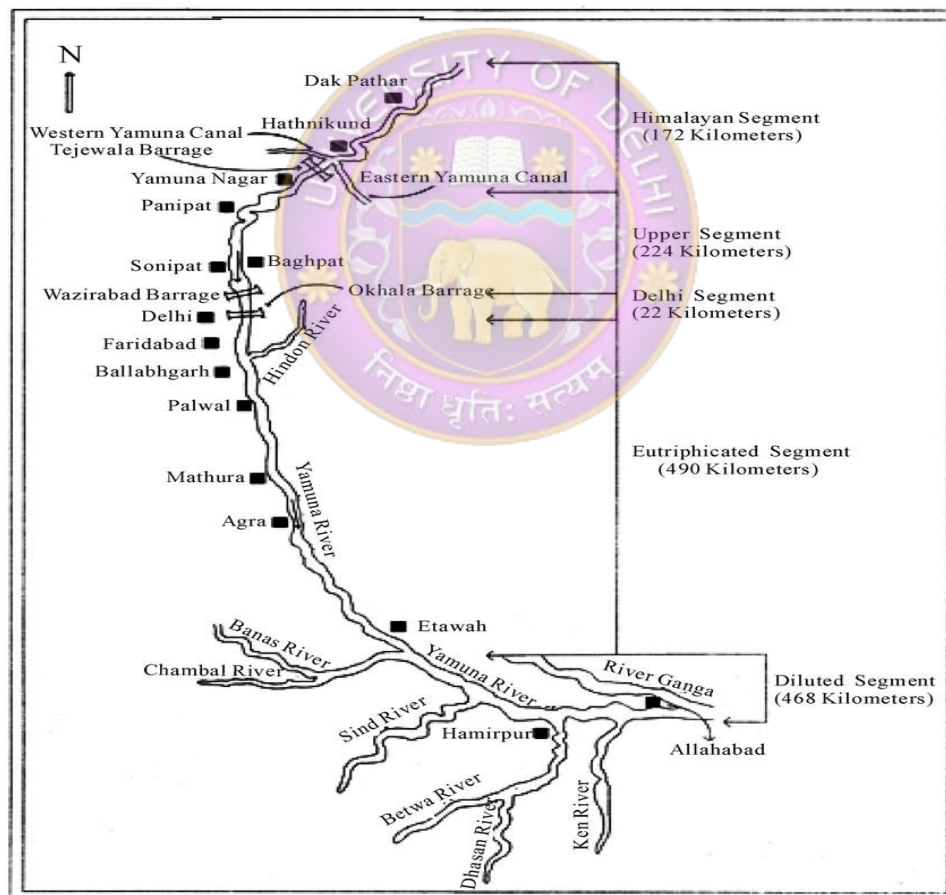 N
UNIVERSITY OF DELHI
Dak Pathar
Hathnikund
Himalayan Segment
(172 Kilometers)
Western Yamuna Canal
Tejewala Barrage
Yamuna Nagar
Eastern Yamuna Canal
Panipat
Upper Segment
(224 Kilometers)
Sonipat
Baghpat
Wazirabad Barrage
Okhala Barrage
Delhi Segment
(22 Kilometers)
Delhi
Hindon River
Faridabad
Ballabhgarh
निष्ठा धृतिः सत्यम्
Palwal
Eutriphicated Segment
(490 Kilometers)
Mathura
Yamuna River
Agra
Etawah
Banas River
Chambal River
Yamuna River
River Ganga
Diluted Segment
(468 Kilometers)
Sind River
Hamirpur
Allahabad
Betwa River
Dhasan River
Ken River